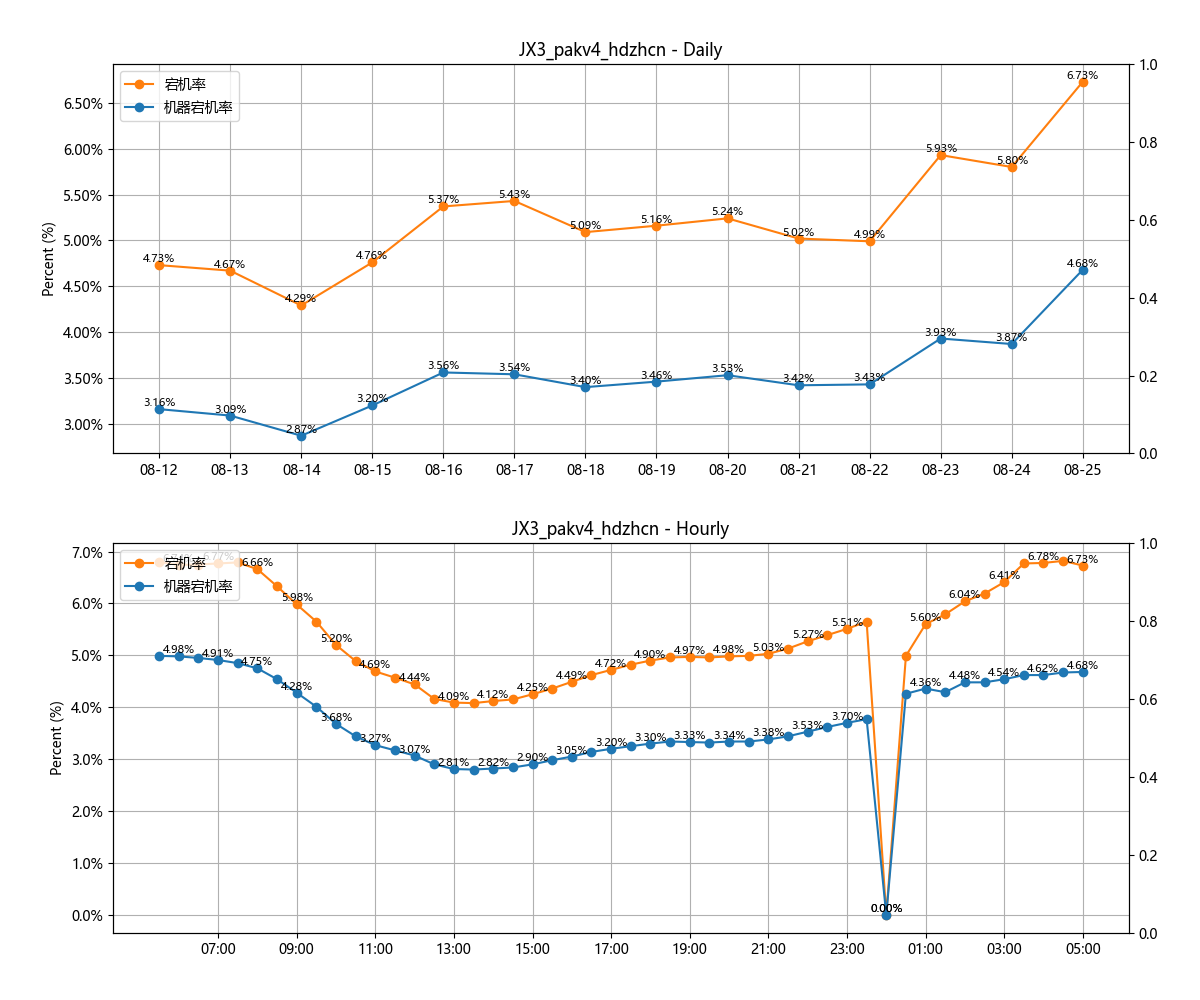 JX3_pakv4_hdzhcn - Daily
宕机率
机器宕机率
Percent (%)
6.50%
6.00%
5.50%
5.00%
4.50%
4.00%
3.50%
3.00%
1.0
0.8
0.6
0.4
0.2
0.0
4.73% 4.67% 4.29% 4.76% 5.37% 5.43% 5.09% 5.16% 5.24% 5.02% 4.99% 5.93% 5.80% 6.73%
3.16% 3.09% 2.87% 3.20% 3.56% 3.54% 3.40% 3.46% 3.53% 3.42% 3.43% 3.93% 3.87% 4.68%
08-12 08-13 08-14 08-15 08-16 08-17 08-18 08-19 08-20 08-21 08-22 08-23 08-24 08-25
JX3_pakv4_hdzhcn - Hourly
宕机率
机器宕机率
Percent (%)
7.0%
6.0%
5.0%
4.0%
3.0%
2.0%
1.0%
0.0%
1.0
0.8
0.6
0.4
0.2
0.0
6.77% 6.66% 5.98% 5.20% 4.69% 4.44% 4.09% 4.12% 4.25% 4.49% 4.72% 4.90% 4.97% 4.98% 5.03% 5.27% 5.51% 0.00% 5.60% 6.04% 6.41% 6.78% 6.73%
4.98% 4.91% 4.75% 4.28% 3.68% 3.27% 3.07% 2.81% 2.82% 2.90% 3.05% 3.20% 3.30% 3.33% 3.34% 3.38% 3.53% 3.70% 0.00% 4.36% 4.48% 4.54% 4.62% 4.68%
07:00 09:00 11:00 13:00 15:00 17:00 19:00 21:00 23:00 01:00 03:00 05:00